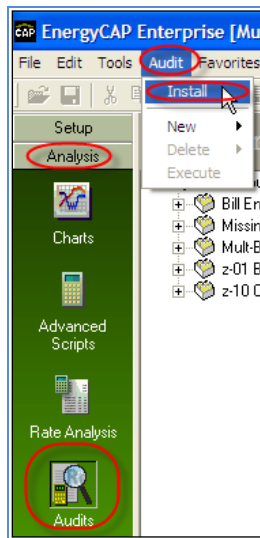 CAP EnergyCAP Enterprise [Mu
File Edit Tools Audit Favorites
Install
Setup
New
Analysis
Delete
Execute
Bill En
Missin
Charts
Mult-B
z-01 B
z-10 C
Advanced
Scripts
Rate Analysis
Audits